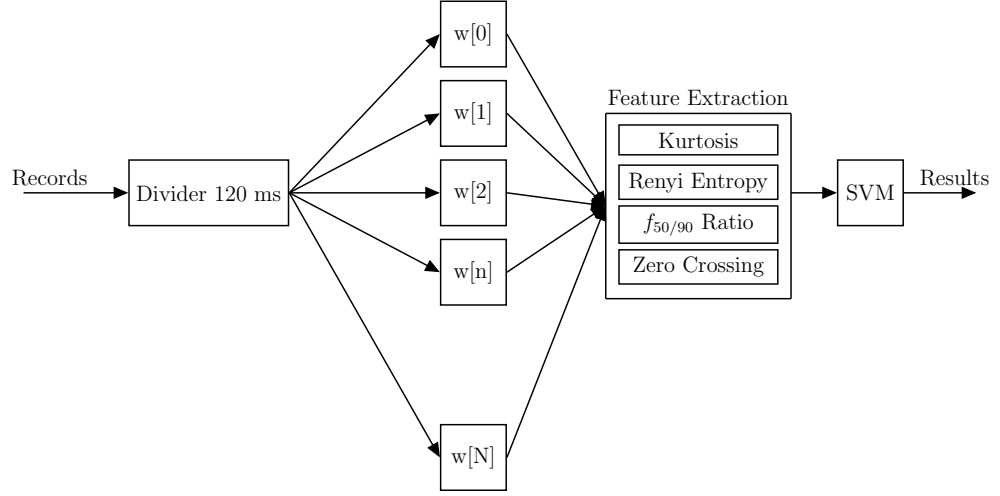 Records
Divider 120 ms
w[0]
w[1]
w[2]
w[n]
w[N]
Feature Extraction
Kurtosis
Renyi Entropy
f50/90 Ratio
Zero Crossing
SVM
Results